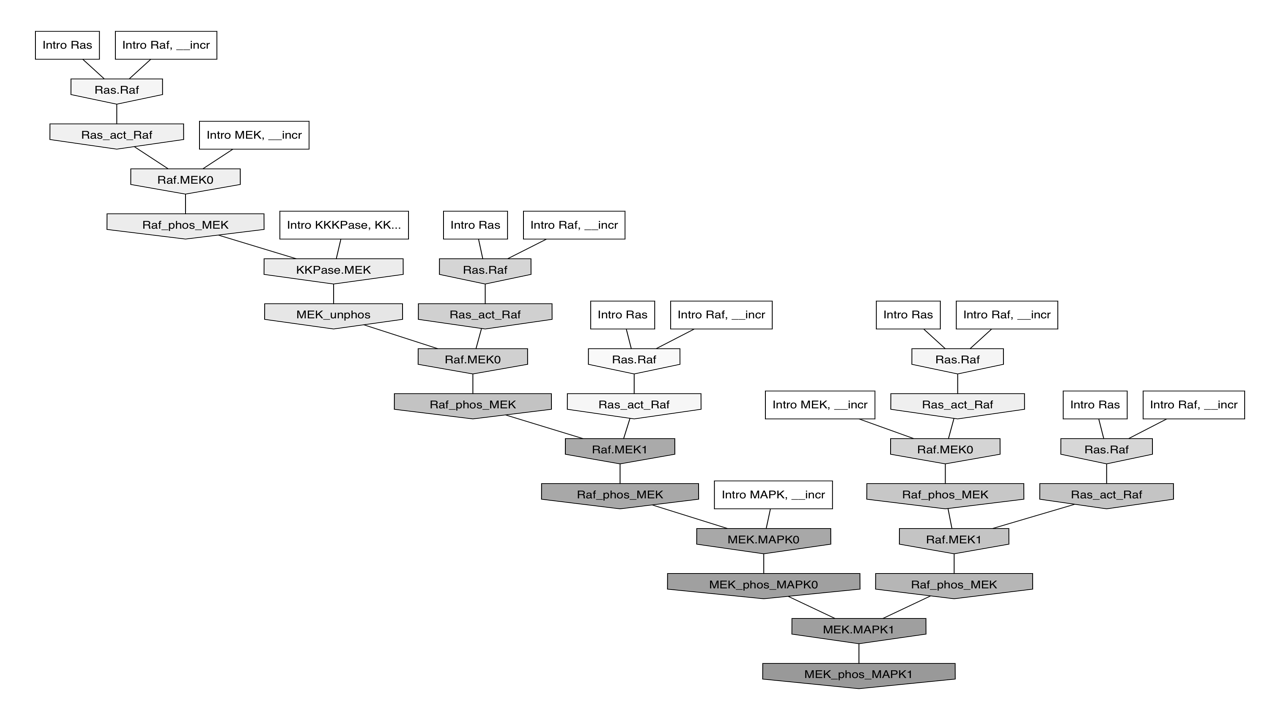 Intro Ras
Intro Raf, __incr
Ras.Raf
Ras_act_Raf
Intro MEK, __incr
Raf.MEK0
Raf_phos_MEK
Intro KKKPase, KK...
Intro Ras
Intro Raf, __incr
KKPase.MEK
Ras.Raf
MEK_unphos
Ras_act_Raf
Intro Ras
Intro Raf, __incr
Intro Ras
Intro Raf, __incr
Raf.MEK0
Ras.Raf
Ras.Raf
Raf_phos_MEK
Ras_act_Raf
Intro MEK, __incr
Ras_act_Raf
Intro Ras
Intro Raf, __incr
Raf.MEK1
Raf.MEK0
Ras.Raf
Raf_phos_MEK
Intro MAPK, __incr
Raf_phos_MEK
Ras_act_Raf
MEK.MAPK0
Raf.MEK1
MEK_phos_MAPK0
Raf_phos_MEK
MEK.MAPK1
MEK_phos_MAPK1